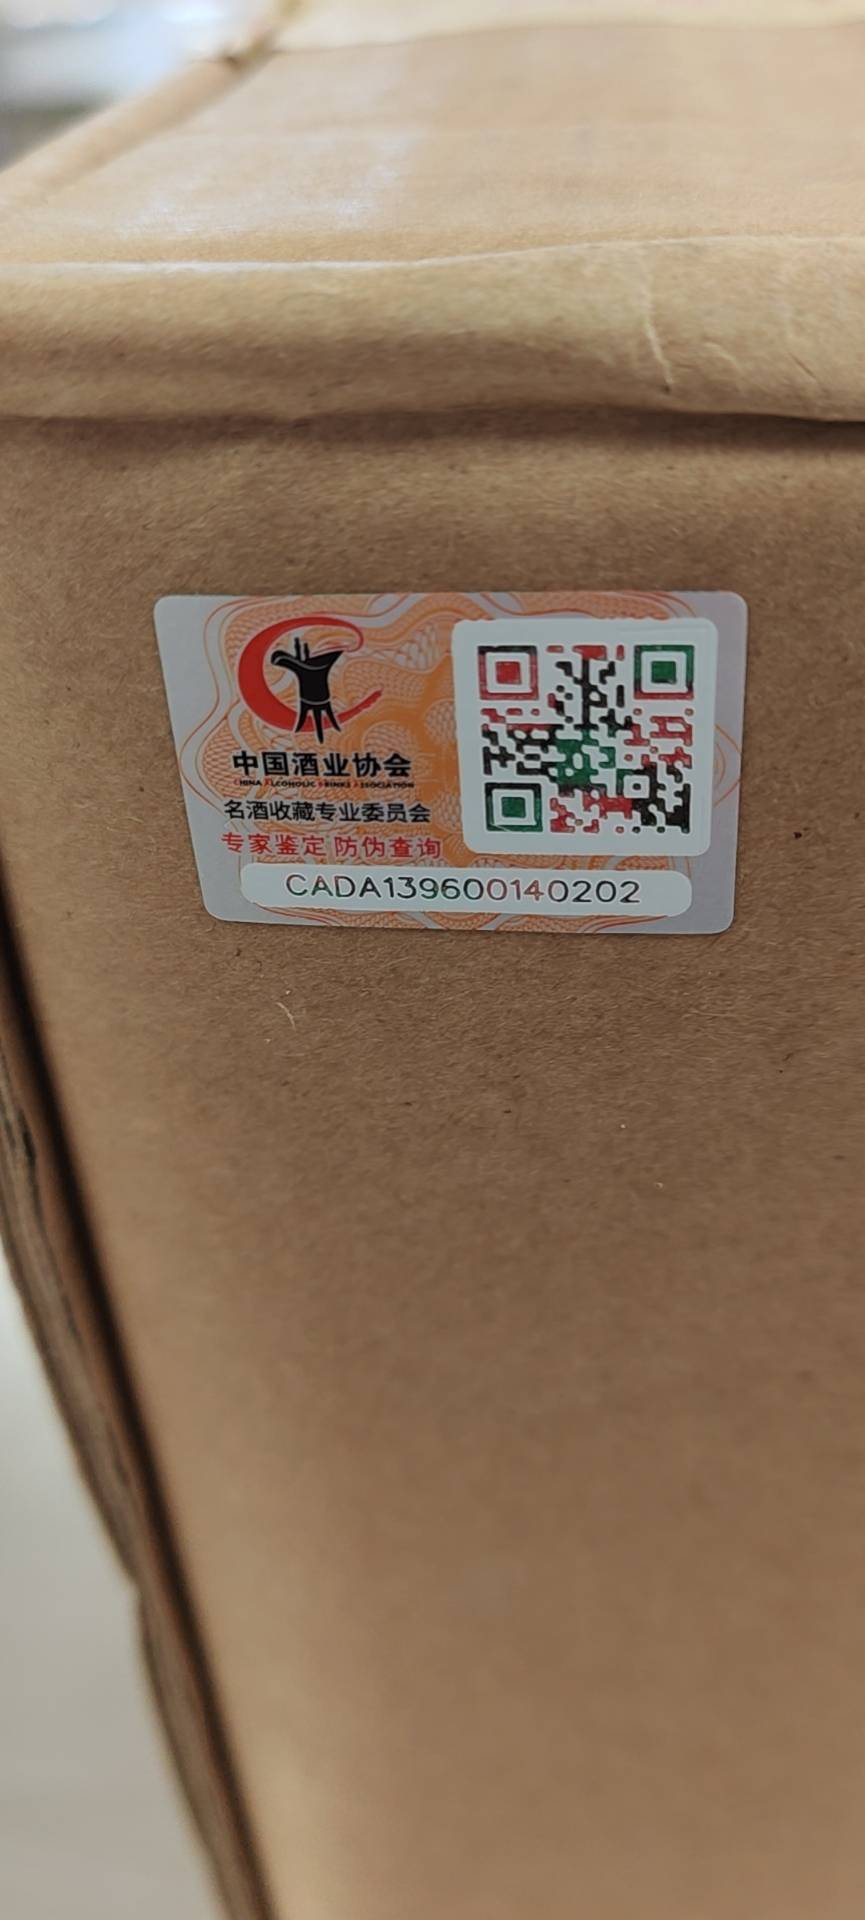 中国酒业协会
CHINA ALCOHOLIC DRINKS ASSOCIATION
名酒收藏专业委员会
专家鉴定 防伪查询
CADA139600140202